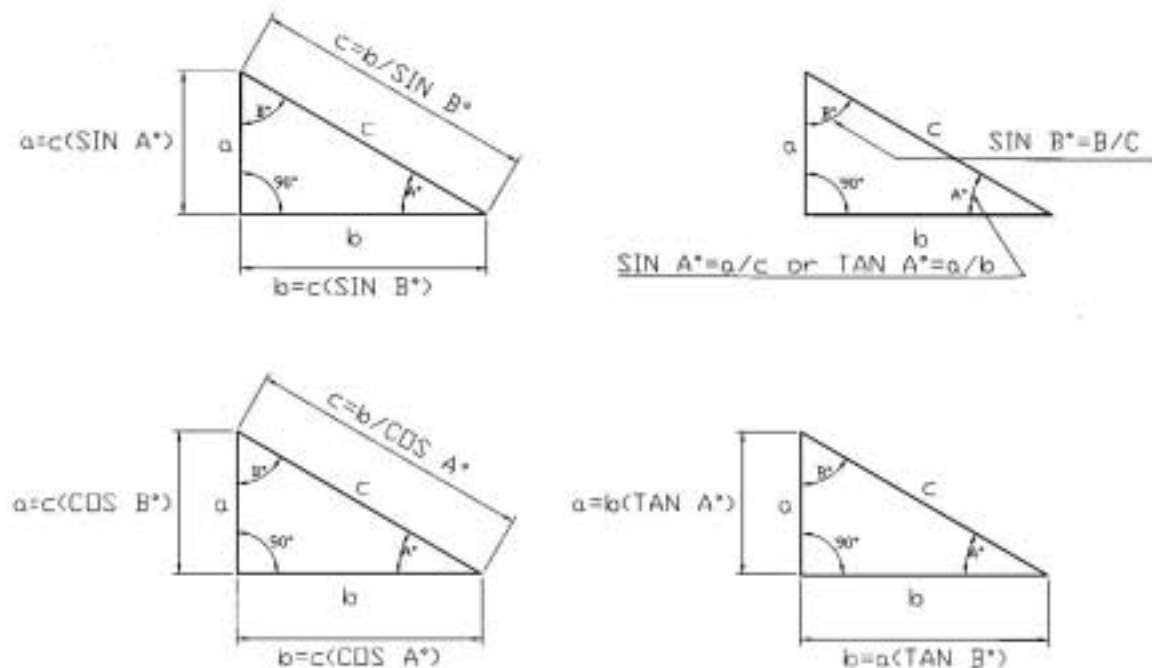 c=b/SIN B°
B°
a=c(SIN A°)
a
c
90°
A°
b
b=c(SIN B°)
B°
c
SIN B°=B/C
a
90°
A°
b
SIN A°=a/c or TAN A°=a/b
c=b/COS A°
B°
a=c(COS B°)
a
c
90°
A°
b
b=c(COS A°)
B°
c
a=b(TAN A°)
a
90°
A°
b
b=a(TAN B°)